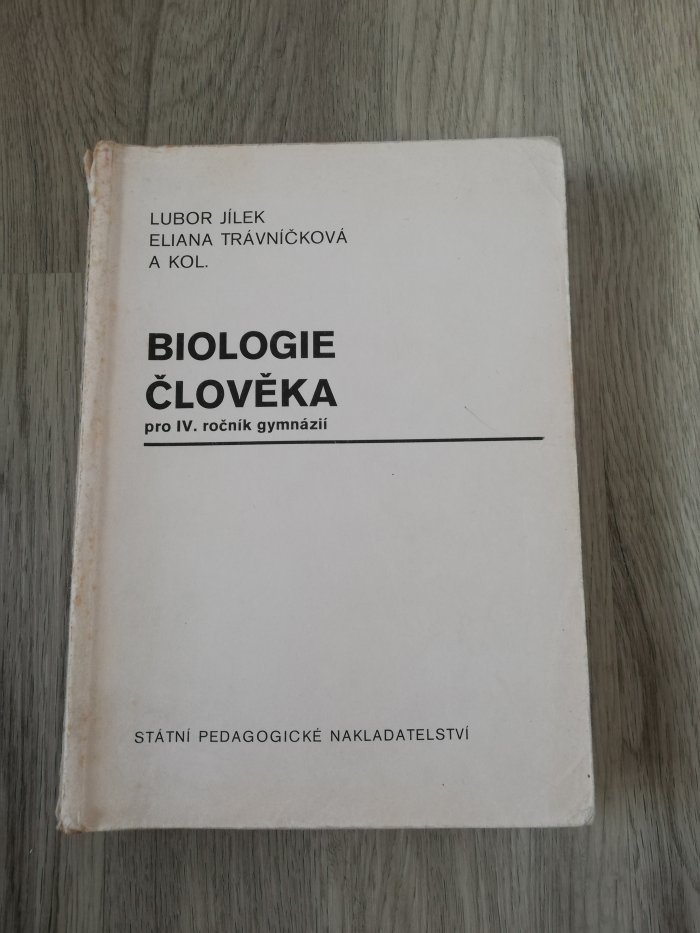 LUBOR JÍLEK
ELIANA TRÁVNÍČKOVÁ
A KOL.
BIOLOGIE
ČLOVĚKA
pro IV. ročník gymnázií
STÁTNÍ PEDAGOGICKÉ NAKLADATELSTVÍ